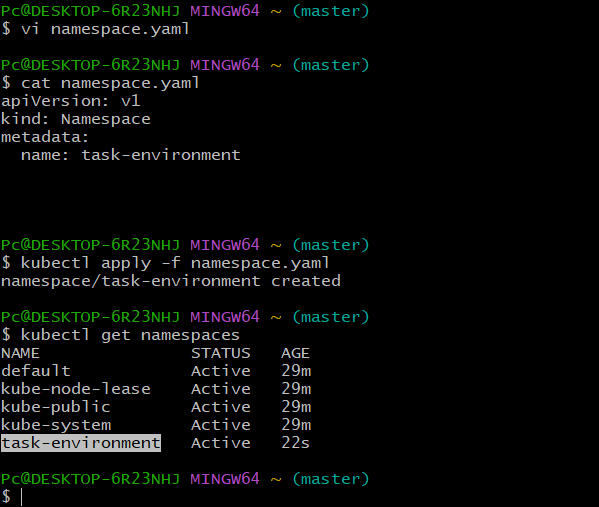 Pc@DESKTOP-6R23NHJ MINGW64 ~ (master)
$ vi namespace.yaml
Pc@DESKTOP-6R23NHJ MINGW64 ~ (master)
$ cat namespace.yaml
apiVersion: v1
kind: Namespace
metadata:
  name: task-environment
Pc@DESKTOP-6R23NHJ MINGW64 ~ (master)
$ kubectl apply -f namespace.yaml
namespace/task-environment created
Pc@DESKTOP-6R23NHJ MINGW64 ~ (master)
$ kubectl get namespaces
NAME               STATUS   AGE
default            Active   29m
kube-node-lease    Active   29m
kube-public        Active   29m
kube-system        Active   29m
task-environment   Active   22s
Pc@DESKTOP-6R23NHJ MINGW64 ~ (master)
$